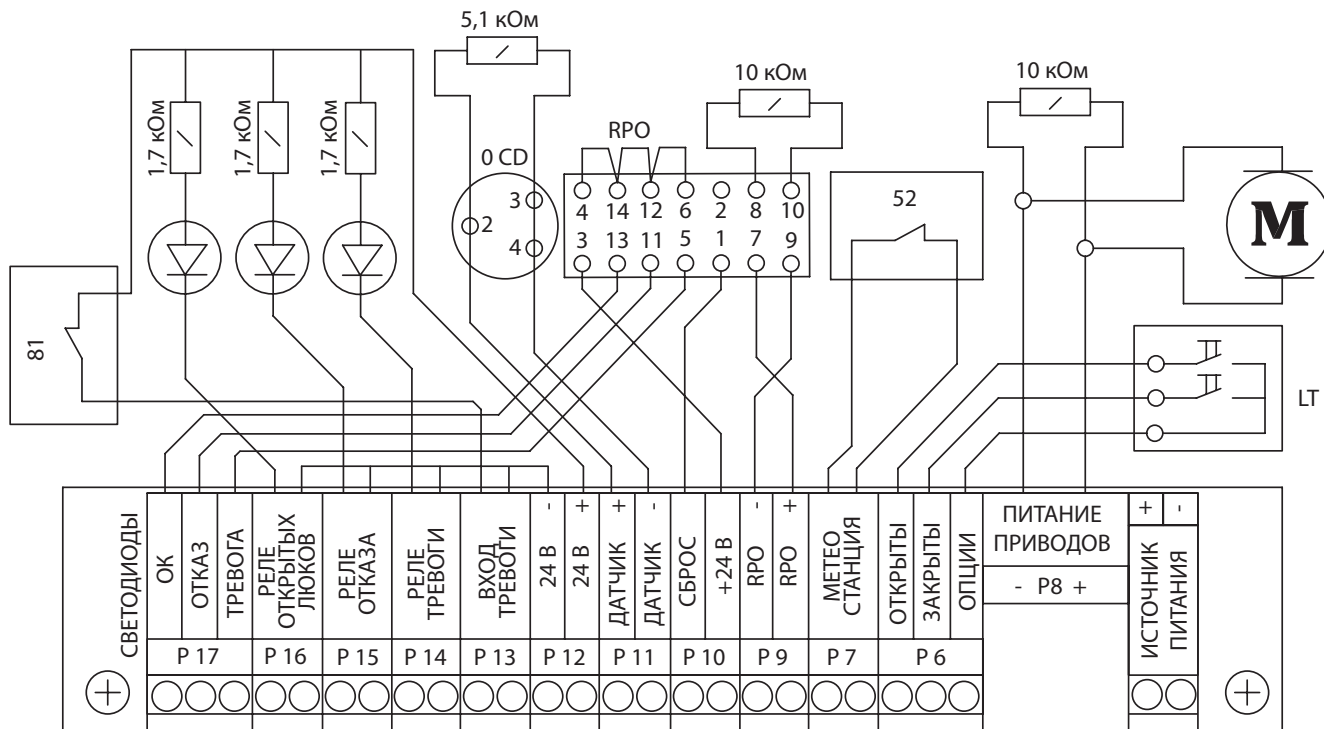 5,1 кОм
10 кОм
10 кОм
1,7 кОм
1,7 кОм
1,7 кОм
0 CD
3
2
4
RPO
4 14 12 6 2 8 10
3 13 11 5 1 7 9
52
M
81
LT
СВЕТОДИОДЫ
ОК
ОТКАЗ
ТРЕВОГА
РЕЛЕ
ОТКРЫТЫХ
ЛЮКОВ
РЕЛЕ
ОТКАЗА
РЕЛЕ
ТРЕВОГИ
ВХОД
ТРЕВОГИ
24 В -
24 В +
ДАТЧИК +
ДАТЧИК -
СБРОС
+24 В
RPO -
RPO +
МЕТЕО
СТАНЦИЯ
ОТКРЫТЫ
ЗАКРЫТЫ
ОПЦИИ
ПИТАНИЕ
ПРИВОДОВ
- P8 +
+ -
ИСТОЧНИК
ПИТАНИЯ
P 17 P 16 P 15 P 14 P 13 P 12 P 11 P 10 P 9 P 7 P 6